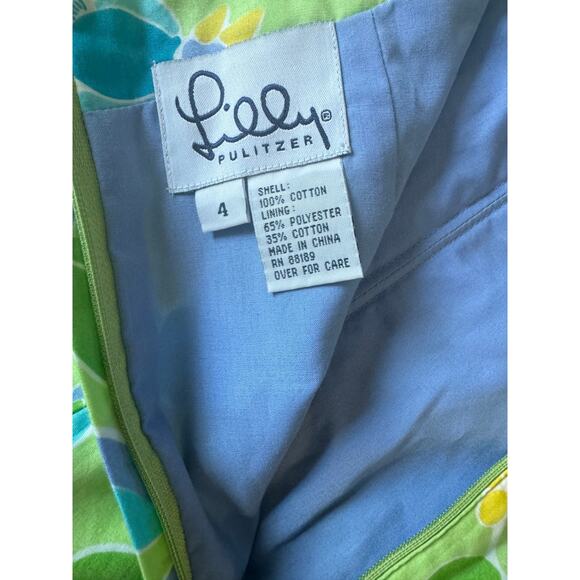 Lilly®
PULITZER
4
SHELL:
100% COTTON
LINING:
65% POLYESTER
35% COTTON
MADE IN CHINA
RN 88189
OVER FOR CARE